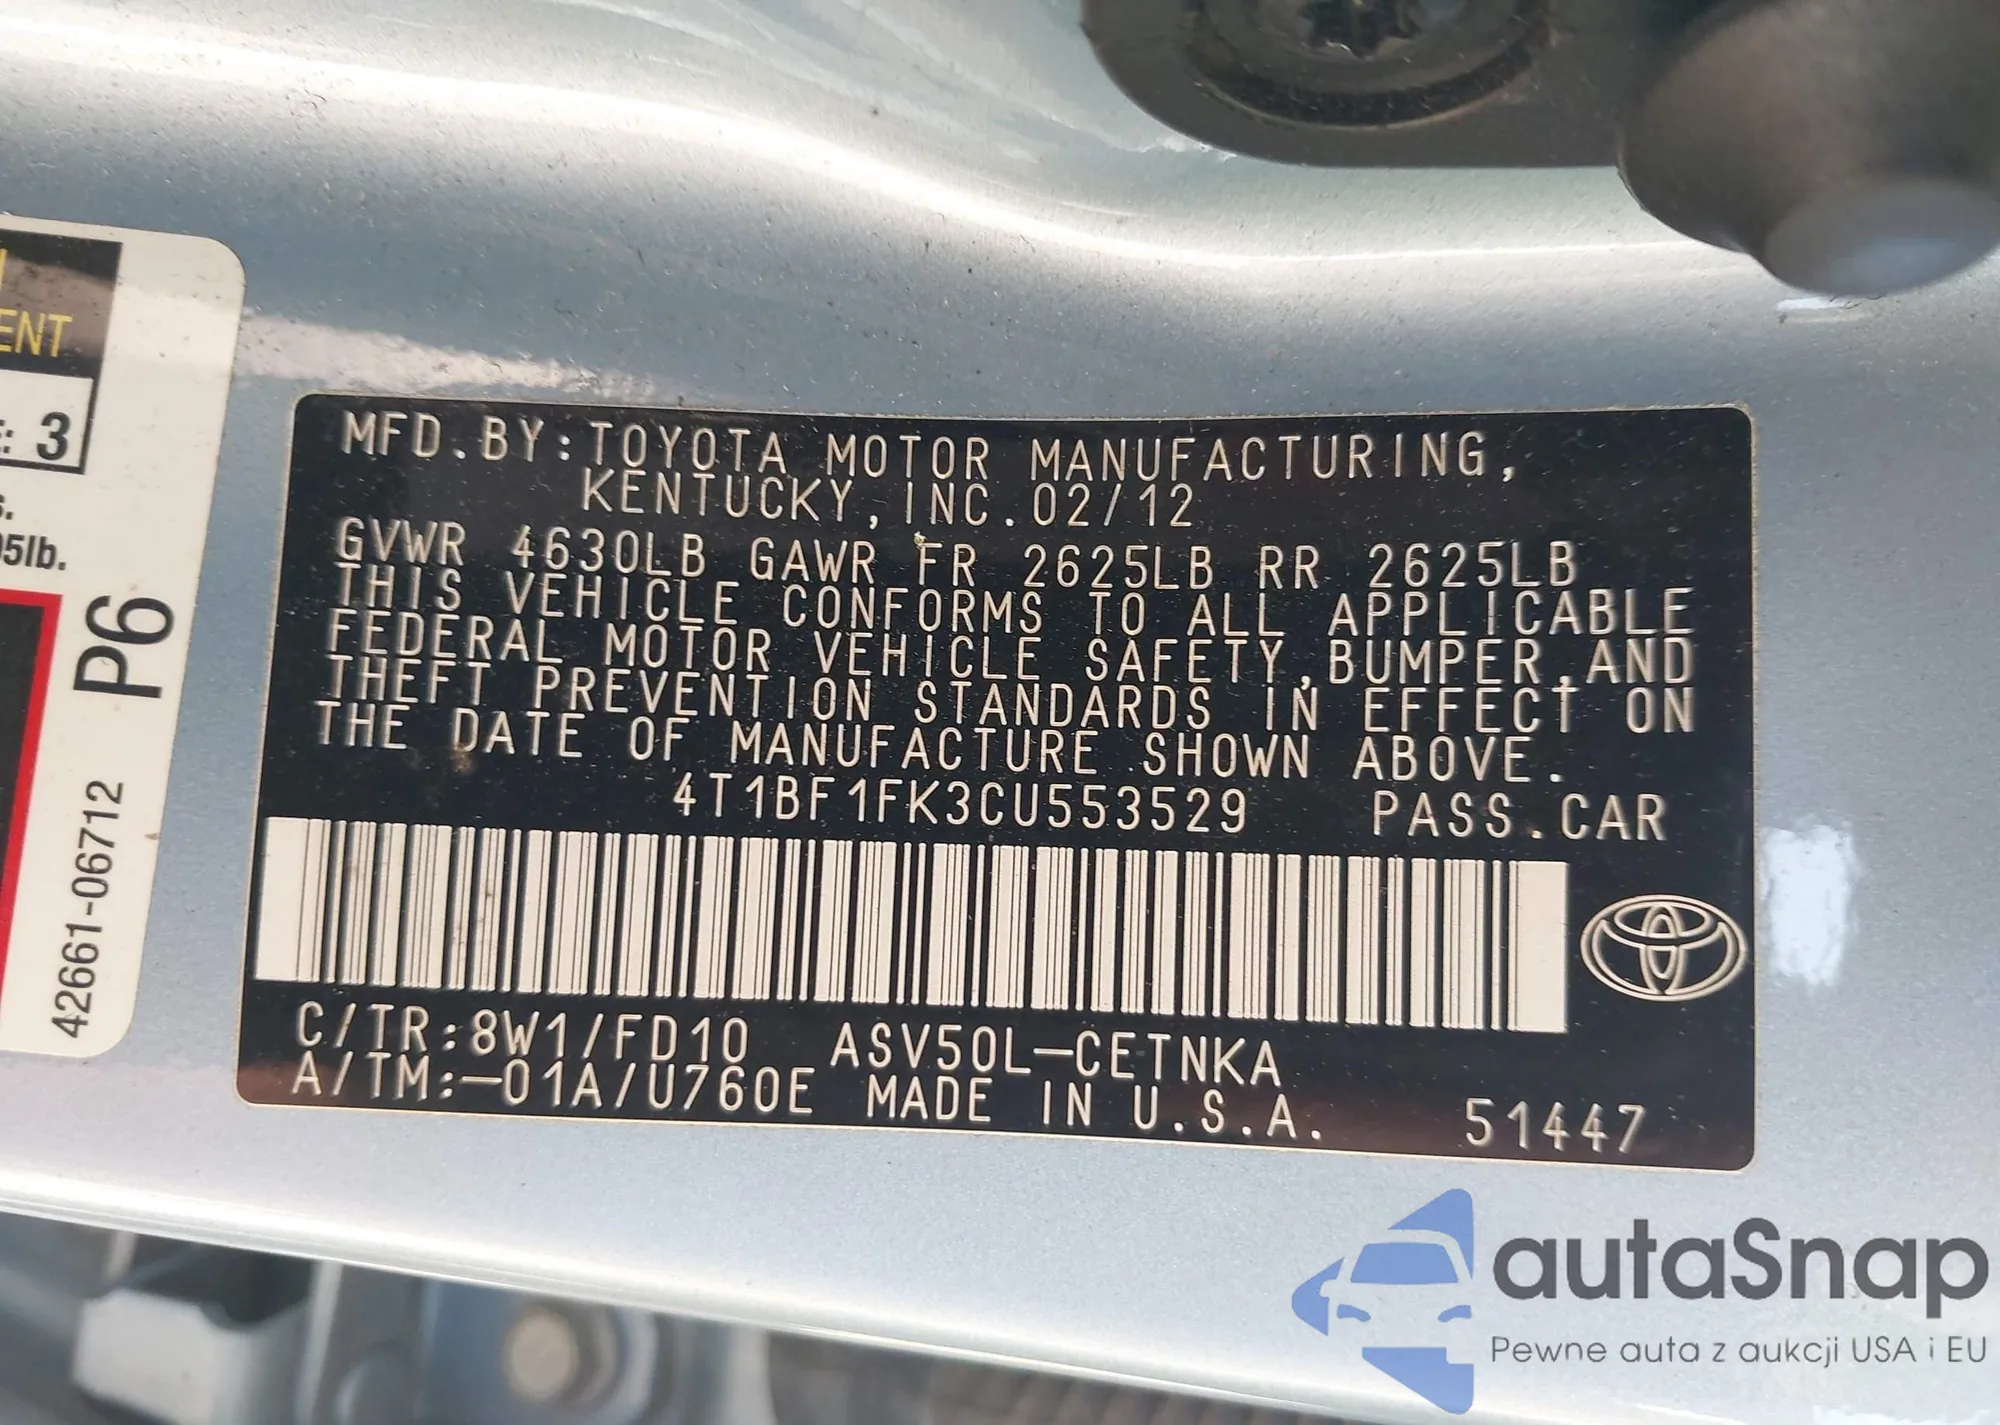 ENT
: 3
05lb.
P6
42661-06712
MFD.BY:TOYOTA MOTOR MANUFACTURING,
KENTUCKY,INC.02/12
GVWR 4630LB GAWR FR 2625LB RR 2625LB
THIS VEHICLE CONFORMS TO ALL APPLICABLE
FEDERAL MOTOR VEHICLE SAFETY,BUMPER,AND
THEFT PREVENTION STANDARDS IN EFFECT ON
THE DATE OF MANUFACTURE SHOWN ABOVE.
4T1BF1FK3CU553529 PASS.CAR
C/TR:8W1/FD10 ASV50L-CETNKA
A/TM:-01A/U760E MADE IN U.S.A. 51447
autaSnap
Pewne auta z aukcji USA i EU